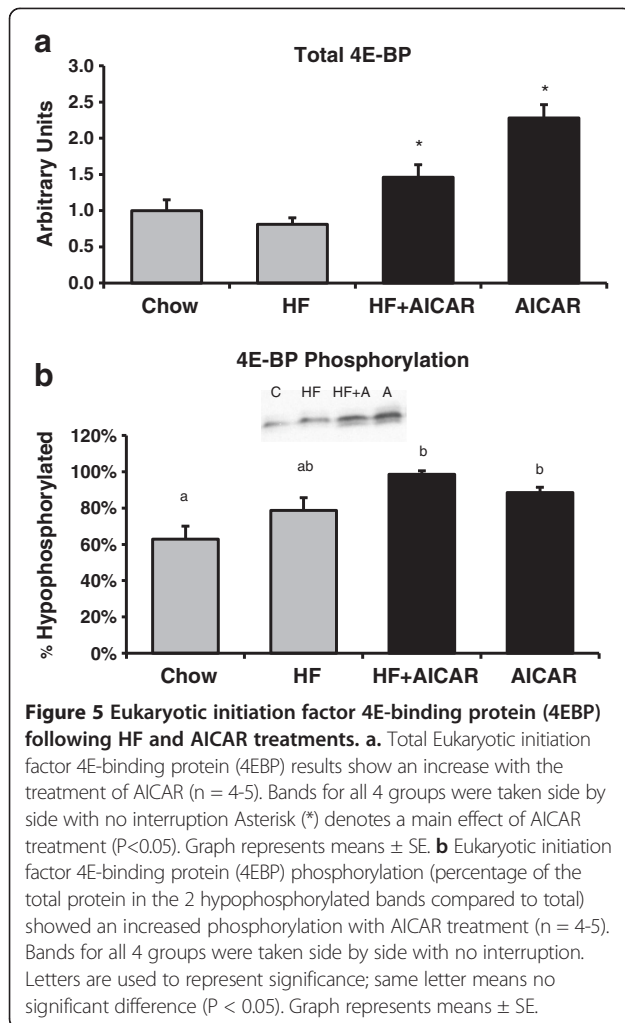 a
Total 4E-BP
Arbitrary Units
3.0
2.5
2.0
1.5
1.0
0.5
0.0
* *
Chow HF HF+AICAR AICAR
b
4E-BP Phosphorylation
C HF HF+A A
% Hypophosphorylated
120%
100%
80%
60%
40%
20%
0%
a ab b b
Chow HF HF+AICAR AICAR
Figure 5 Eukaryotic initiation factor 4E-binding protein (4EBP)
following HF and AICAR treatments. a. Total Eukaryotic initiation
factor 4E-binding protein (4EBP) results show an increase with the
treatment of AICAR (n = 4-5). Bands for all 4 groups were taken side by
side with no interruption Asterisk (*) denotes a main effect of AICAR
treatment (P<0.05). Graph represents means ± SE. b Eukaryotic initiation
factor 4E-binding protein (4EBP) phosphorylation (percentage of the
total protein in the 2 hypophosphorylated bands compared to total)
showed an increased phosphorylation with AICAR treatment (n = 4-5).
Bands for all 4 groups were taken side by side with no interruption.
Letters are used to represent significance; same letter means no
significant difference (P < 0.05). Graph represents means ± SE.